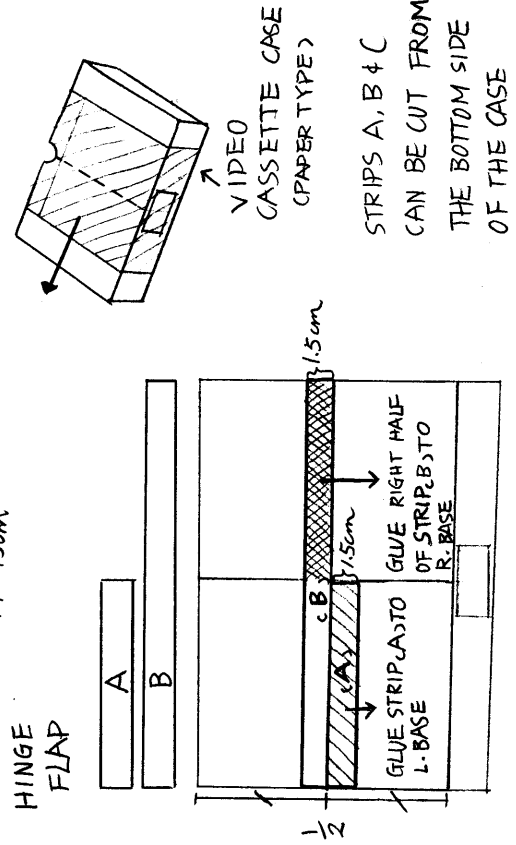 VIDEO
CASSETTE CASE
(PAPER TYPE)
STRIPS A, B & C
CAN BE CUT FROM
THE BOTTOM SIDE
OF THE CASE
HINGE
FLAP
A
B
1.5cm
(B)
1.5cm
(A)
GLUE STRIP(A) TO
L. BASE
GLUE RIGHT HALF
OF STRIP(B) TO
R. BASE
1/2